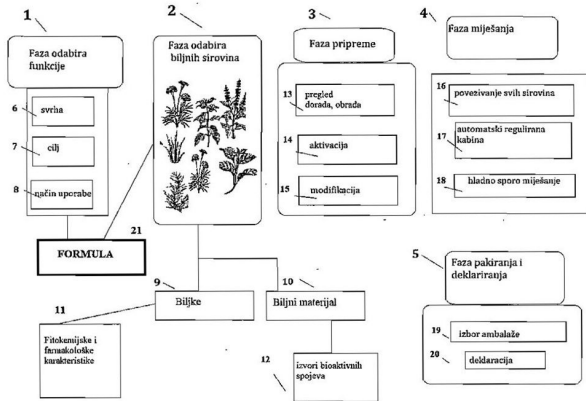 1
Faza odabira
funkcije
6
svrha
7
cilj
8
način uporabe
21
FORMULA
2
Faza odabira
biljnih sirovina
9
Biljke
10
Biljni materijal
11
Fitokemijske i
farmakološke
karakteristike
12
izvori bioaktivnih
spojeva
3
Faza pripreme
13
pregled
dorada, obrada
14
aktivacija
15
modifikacija
4
Faza miješanja
16
povezivanje svih sirovina
17
automatski regulirana
kabina
18
hladno sporo miješanje
5
Faza pakiranja i
deklariranja
19
izbor ambalaže
20
deklaracija